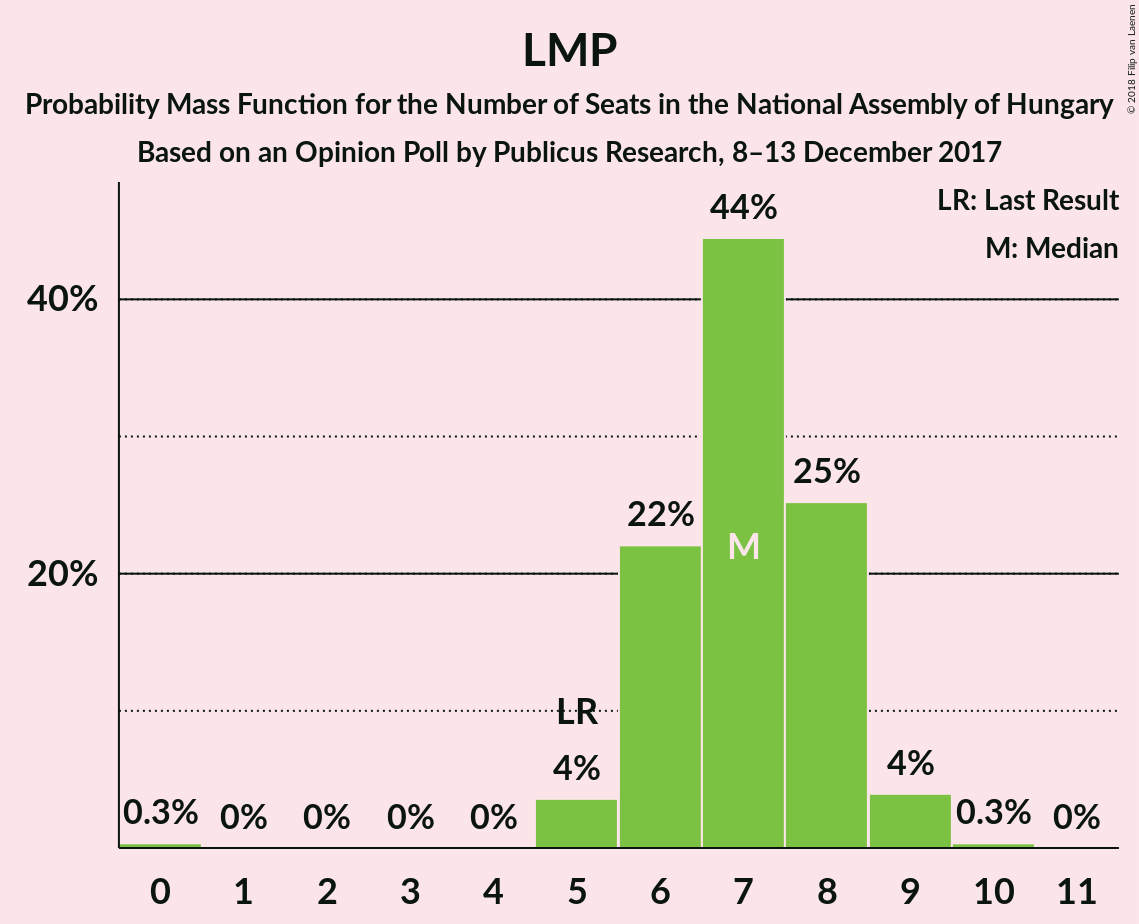 LMP
Probability Mass Function for the Number of Seats in the National Assembly of Hungary
Based on an Opinion Poll by Publicus Research, 8–13 December 2017
© 2018 Filip van Laenen
LR: Last Result
M: Median
44%
40%
25%
22%
M
20%
LR
4%
4%
0.3% 0% 0% 0% 0% 0.3% 0%
0 1 2 3 4 5 6 7 8 9 10 11